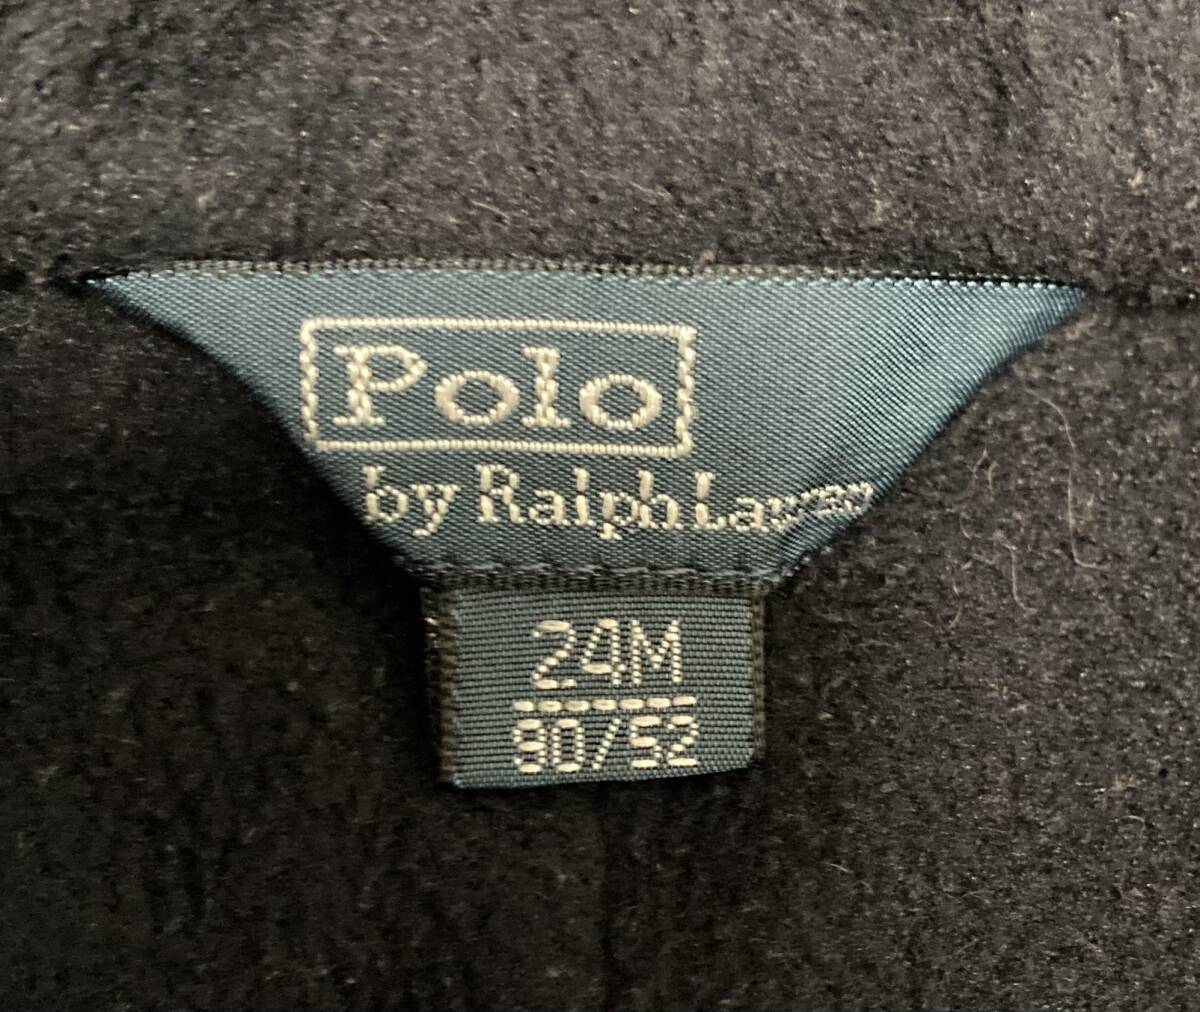 Polo
by Ralph Lauren
24M
90/52